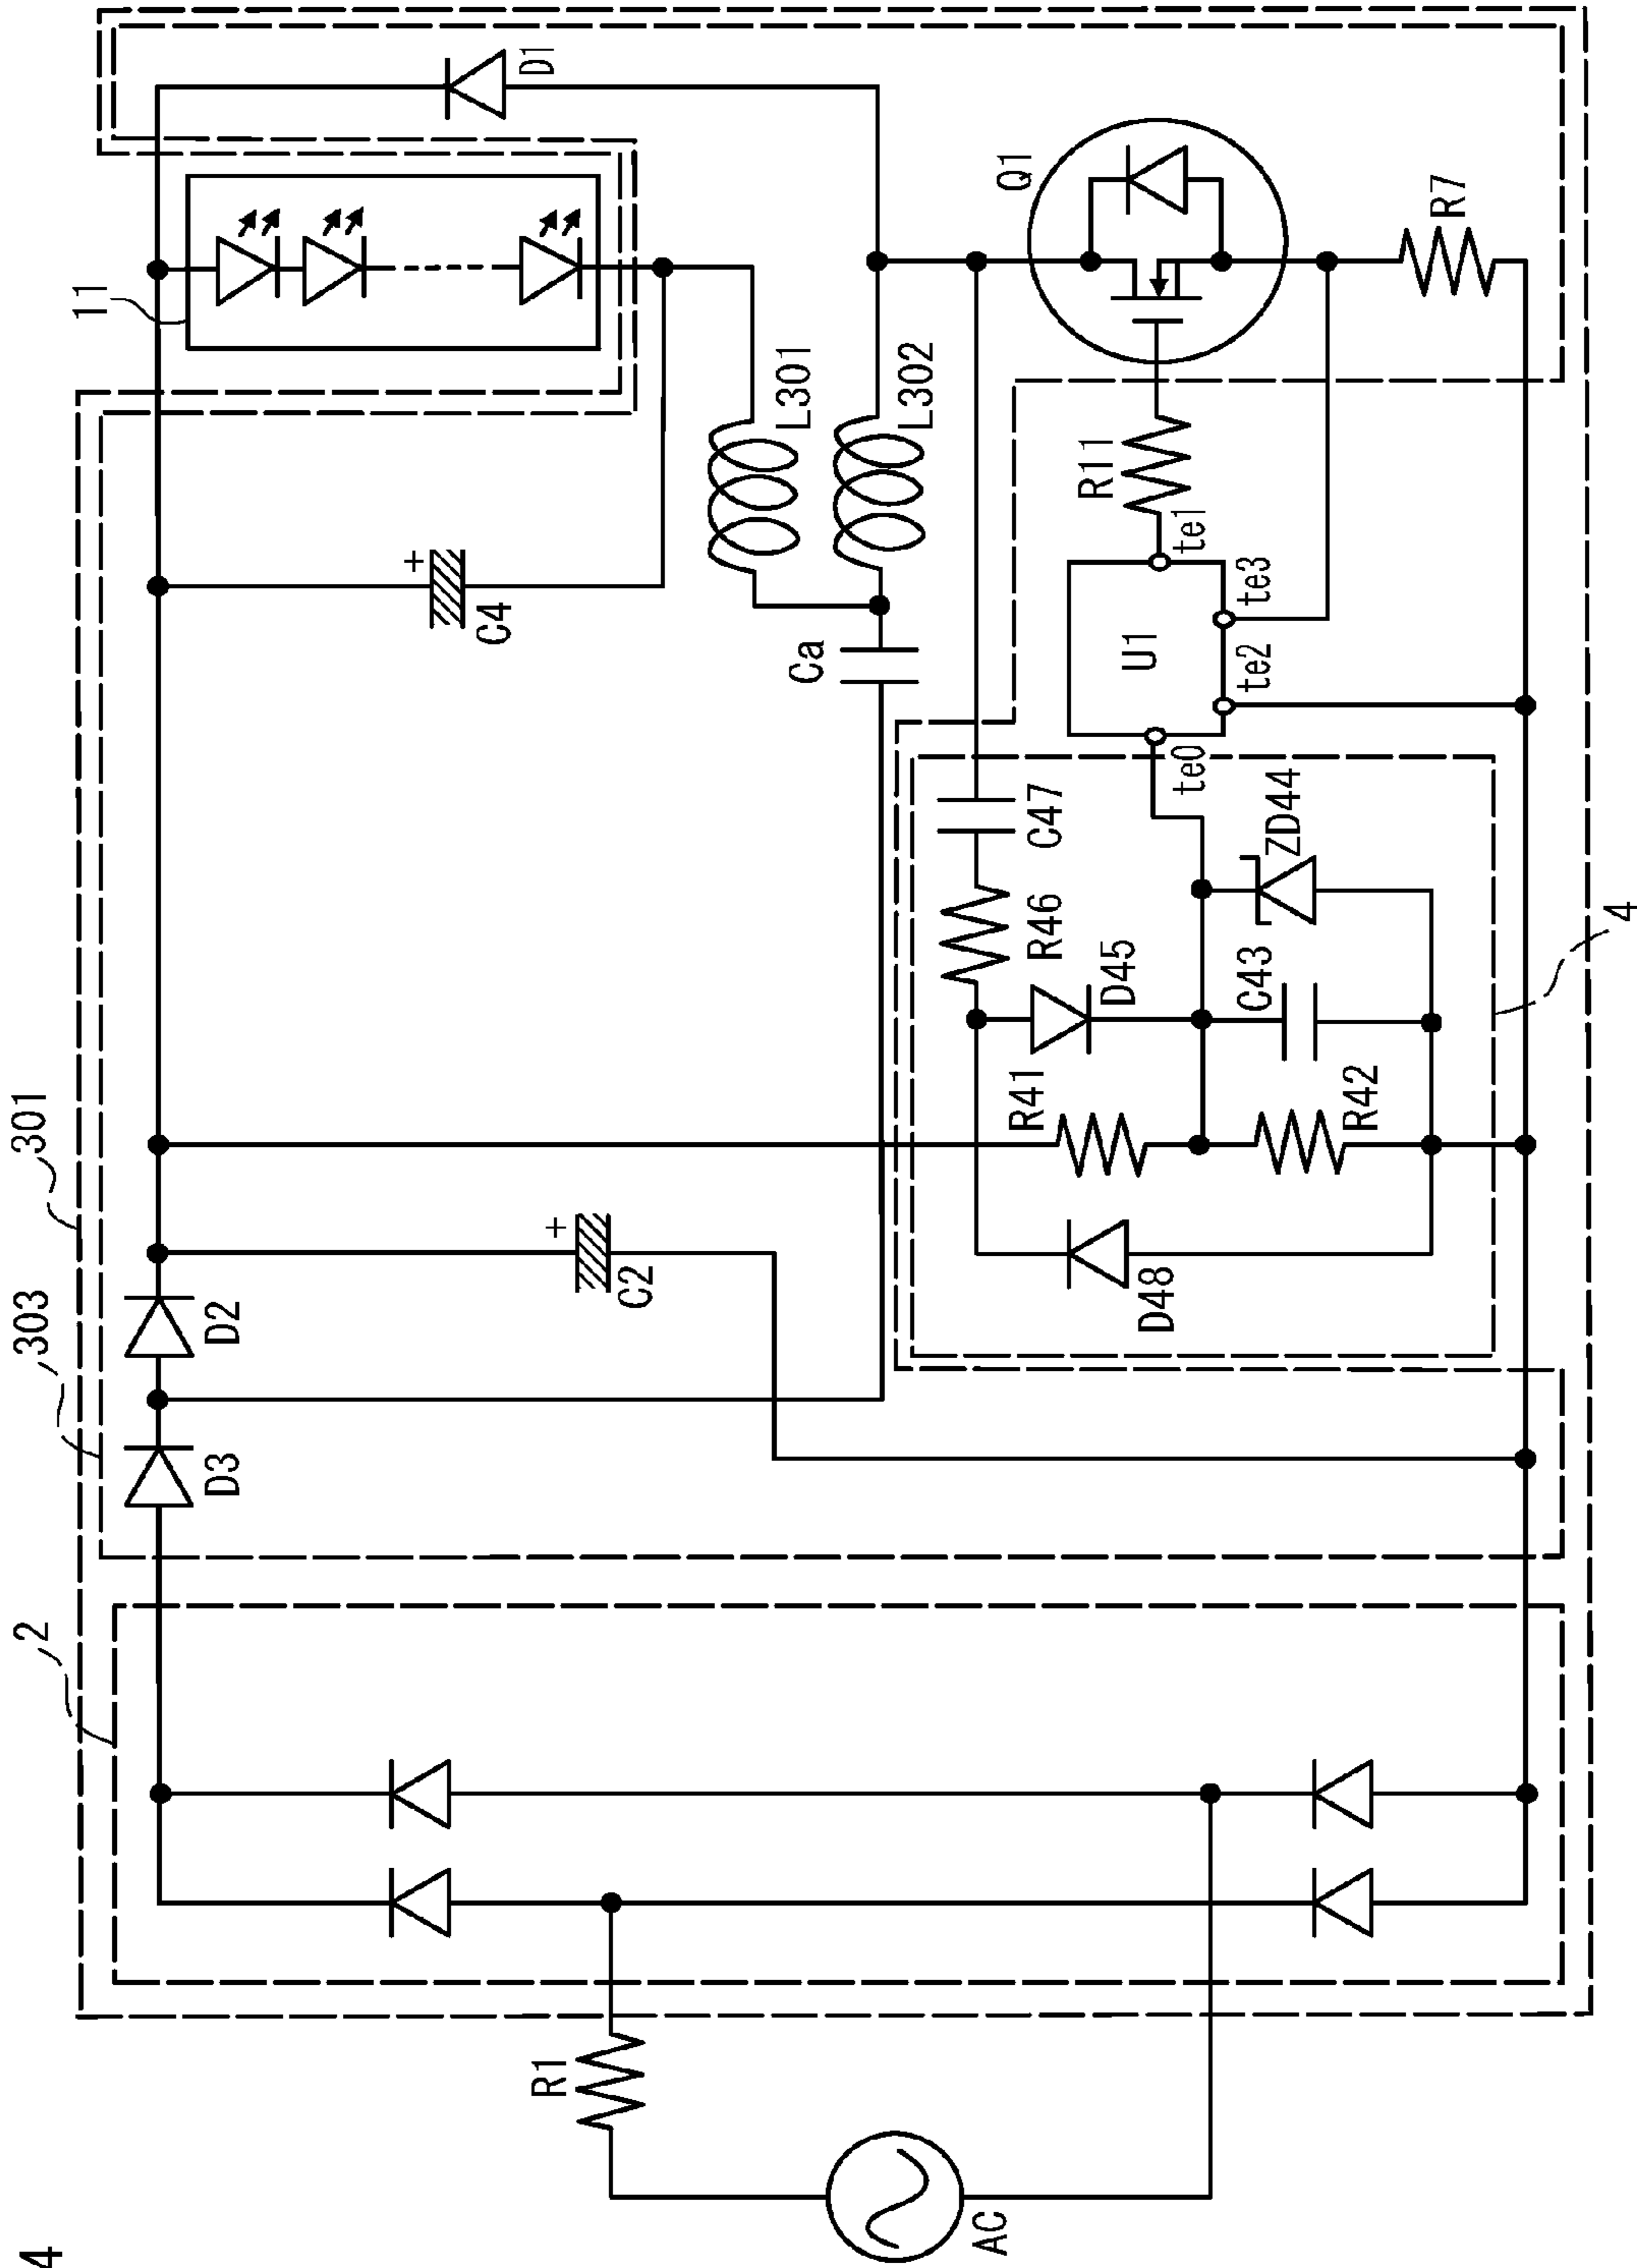 4
301
303
2
11
D1
D3
D2
C2
+
C4
+
L301
L302
Ca
Q1
R7
R11
te1
te3
U1
te2
te0
C47
R46
D45
ZD44
C43
R41
R42
D48
4
R1
AC